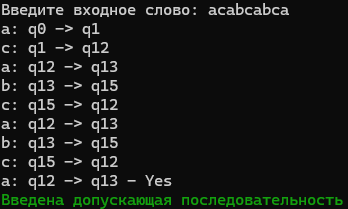 Введите входное слово: acabcabca
a: q0 -> q1
c: q1 -> q12
a: q12 -> q13
b: q13 -> q15
c: q15 -> q12
a: q12 -> q13
b: q13 -> q15
c: q15 -> q12
a: q12 -> q13 - Yes
Введена допускающая последовательность